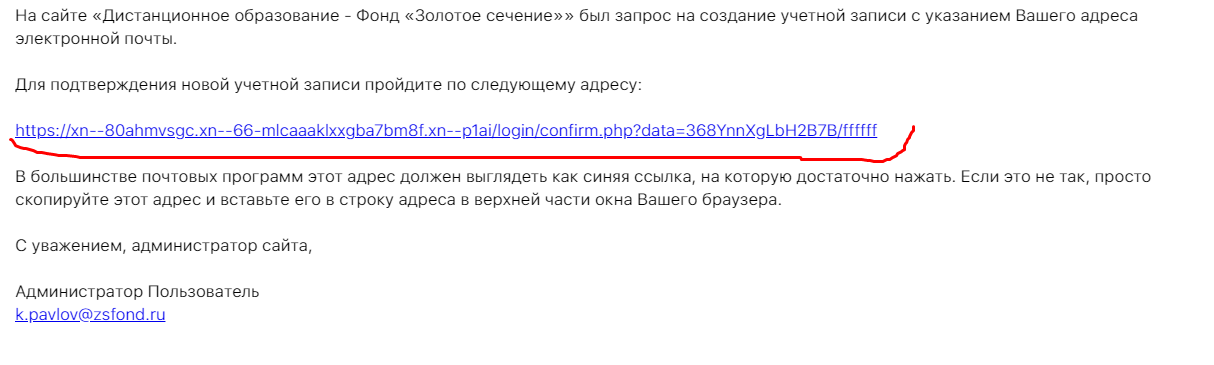 На сайте «Дистанционное образование - Фонд «Золотое сечение»» был запрос на создание учетной записи с указанием Вашего адреса
электронной почты.
Для подтверждения новой учетной записи пройдите по следующему адресу:
https://xn--80ahmvsgc.xn--66-mlcaaaklxxgba7bm8f.xn--p1ai/login/confirm.php?data=368YnnXgLbH2B7B/ffffff
В большинстве почтовых программ этот адрес должен выглядеть как синяя ссылка, на которую достаточно нажать. Если это не так, просто
скопируйте этот адрес и вставьте его в строку адреса в верхней части окна Вашего браузера.
С уважением, администратор сайта,
Администратор Пользователь
k.pavlov@zsfond.ru